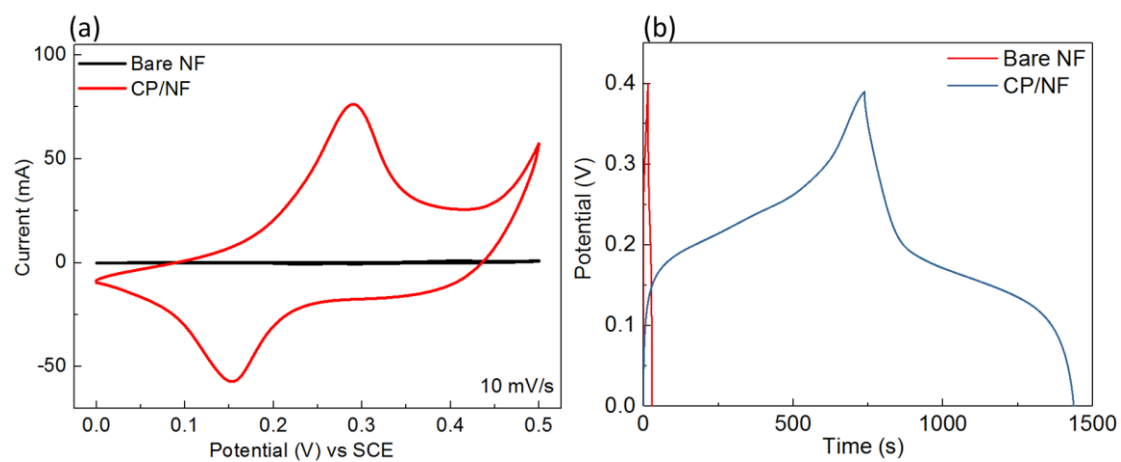 (a)
100
50
0
-50
Current (mA)
Bare NF
CP/NF
10 mV/s
0.0 0.1 0.2 0.3 0.4 0.5
Potential (V) vs SCE
(b)
0.4
0.3
0.2
0.1
0.0
Potential (V)
Bare NF
CP/NF
0 500 1000 1500
Time (s)